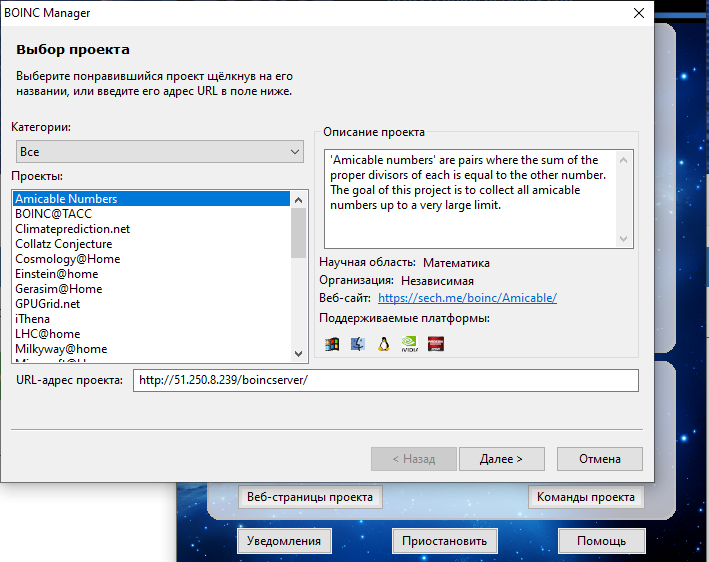 BOINC Manager
Выбор проекта
Выберите понравившийся проект щёлкнув на его
названии, или введите его адрес URL в поле ниже.
Категории:
Все
Проекты:
Amicable Numbers
BOINC@TACC
Climateprediction.net
Collatz Conjecture
Cosmology@Home
Einstein@home
Gerasim@Home
GPUGrid.net
iThena
LHC@home
Milkyway@home
Описание проекта
'Amicable numbers' are pairs where the sum of the
proper divisors of each is equal to the other number.
The goal of this project is to collect all amicable
numbers up to a very large limit.
Научная область: Математика
Организация: Независимая
Веб-сайт: https://sech.me/boinc/Amicable/
Поддерживаемые платформы:
URL-адрес проекта: http://51.250.8.239/boincserver/
< Назад
Далее >
Отмена
Веб-страницы проекта
Команды проекта
Уведомления
Приостановить
Помощь